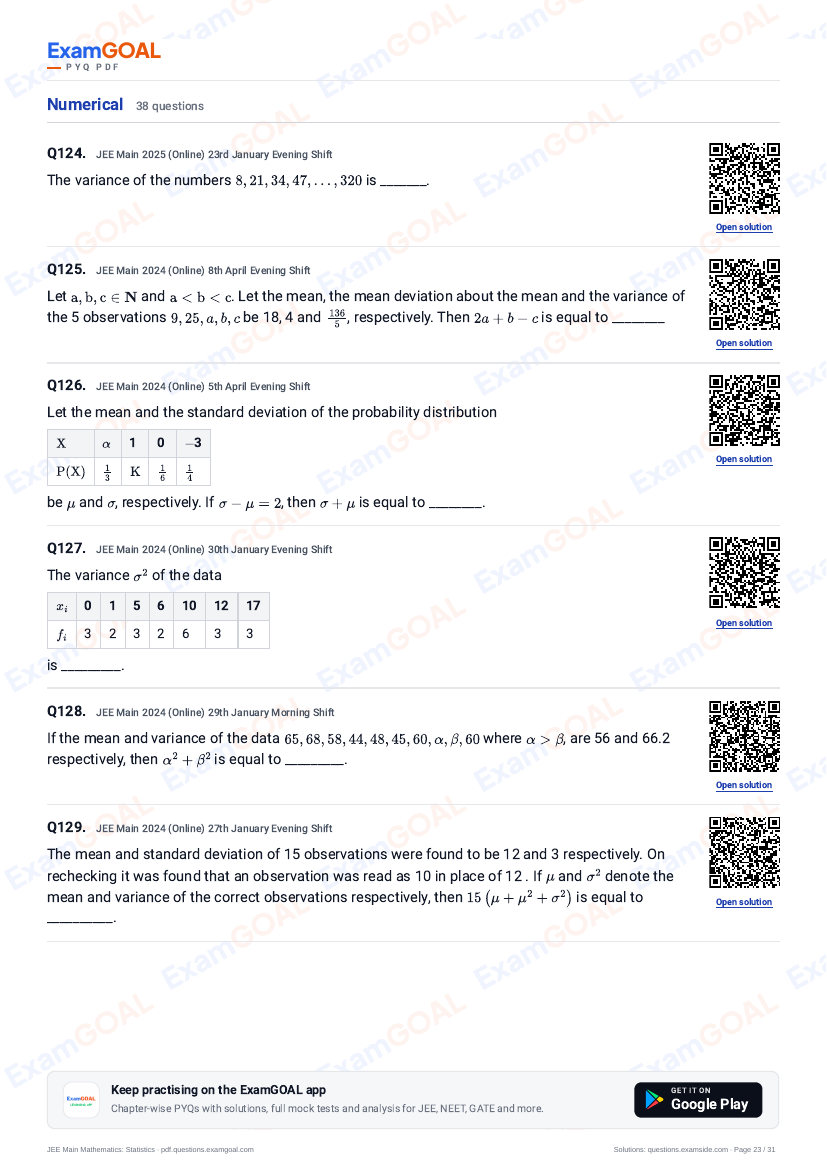 ExamGOAL
PYQ PDF
Numerical 38 questions
Q124. JEE Main 2025 (Online) 23rd January Evening Shift
The variance of the numbers 8, 21, 34, 47, . . . , 320 is _______.
Open solution
Q125. JEE Main 2024 (Online) 8th April Evening Shift
Let a, b, c ∈ N and a < b < c. Let the mean, the mean deviation about the mean and the variance of
the 5 observations 9, 25, a, b, c be 18, 4 and 136/5, respectively. Then 2a + b − c is equal to ________
Open solution
Q126. JEE Main 2024 (Online) 5th April Evening Shift
Let the mean and the standard deviation of the probability distribution
X α 1 0 −3
P(X) 1/3 K 1/6 1/4
be μ and σ, respectively. If σ − μ = 2, then σ + μ is equal to ________.
Open solution
Q127. JEE Main 2024 (Online) 30th January Evening Shift
The variance σ² of the data
xᵢ 0 1 5 6 10 12 17
fᵢ 3 2 3 2 6 3 3
is _________.
Open solution
Q128. JEE Main 2024 (Online) 29th January Morning Shift
If the mean and variance of the data 65, 68, 58, 44, 48, 45, 60, α, β, 60 where α > β, are 56 and 66.2
respectively, then α² + β² is equal to _________.
Open solution
Q129. JEE Main 2024 (Online) 27th January Evening Shift
The mean and standard deviation of 15 observations were found to be 12 and 3 respectively. On
rechecking it was found that an observation was read as 10 in place of 12 . If μ and σ² denote the
mean and variance of the correct observations respectively, then 15 (μ + μ² + σ²) is equal to
__________.
Open solution
ExamGOAL
Keep practising on the ExamGOAL app
Chapter-wise PYQs with solutions, full mock tests and analysis for JEE, NEET, GATE and more.
GET IT ON
Google Play
JEE Main Mathematics: Statistics · pdf.questions.examgoal.com
Solutions: questions.examside.com · Page 23 / 31